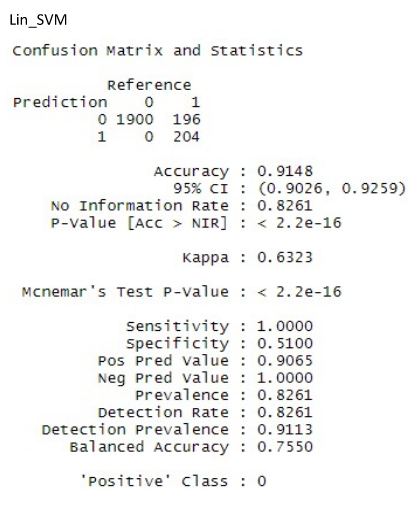 Lin_SVM
Confusion Matrix and Statistics
Reference
Prediction 0 1
0 1900 196
1 0 204
Accuracy : 0.9148
95% CI : (0.9026, 0.9259)
No Information Rate : 0.8261
P-Value [Acc > NIR] : < 2.2e-16
Kappa : 0.6323
Mcnemar's Test P-Value : < 2.2e-16
Sensitivity : 1.0000
Specificity : 0.5100
Pos Pred Value : 0.9065
Neg Pred Value : 1.0000
Prevalence : 0.8261
Detection Rate : 0.8261
Detection Prevalence : 0.9113
Balanced Accuracy : 0.7550
'Positive' Class : 0